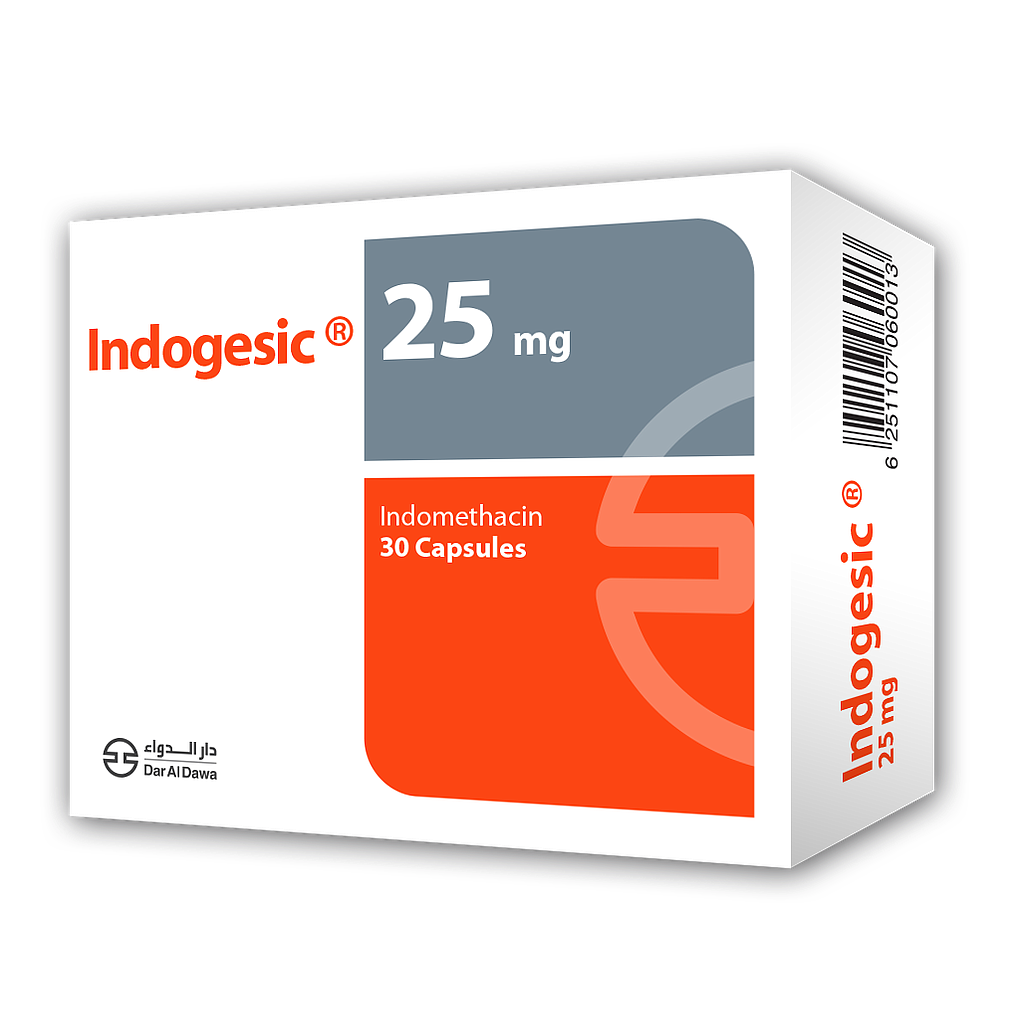 Indogesic ®
25 mg
Indomethacin
30 Capsules
دار الـدواء
Dar Al Dawa
6 251107 060013
Indogesic ®
25 mg